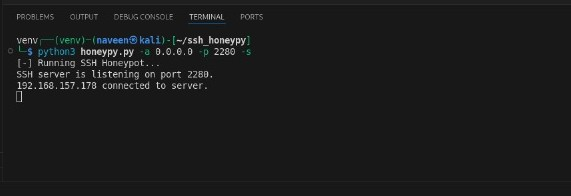 PROBLEMS OUTPUT DEBUG CONSOLE TERMINAL PORTS
venv┌──(venv)─(naveen㉿kali)-[~/ssh_honeypy]
└─$ python3 honeypy.py -a 0.0.0.0 -p 2280 -s
[-] Running SSH Honeypot...
SSH server is listening on port 2280.
192.168.157.178 connected to server.